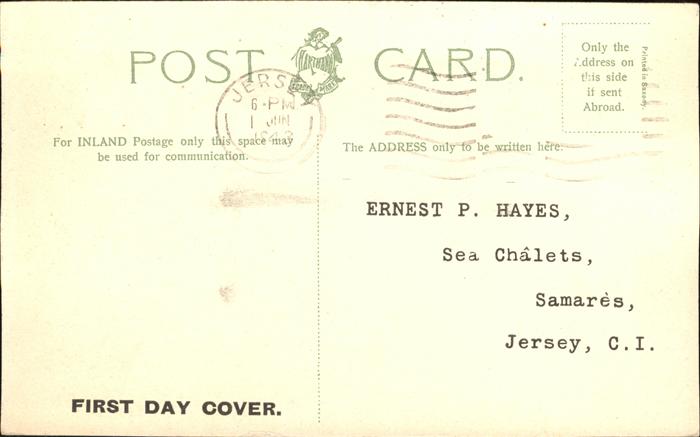 POST CARD.
HARTMANN
Only the
Address on
this side
if sent
Abroad.
Printed in Saxony.
JERSEY
6-PM
1 JUN
1943
For INLAND Postage only this space may
be used for communication.
The ADDRESS only to be written here.
ERNEST P. HAYES,
Sea Châlets,
Samarès,
Jersey, C.I.
FIRST DAY COVER.